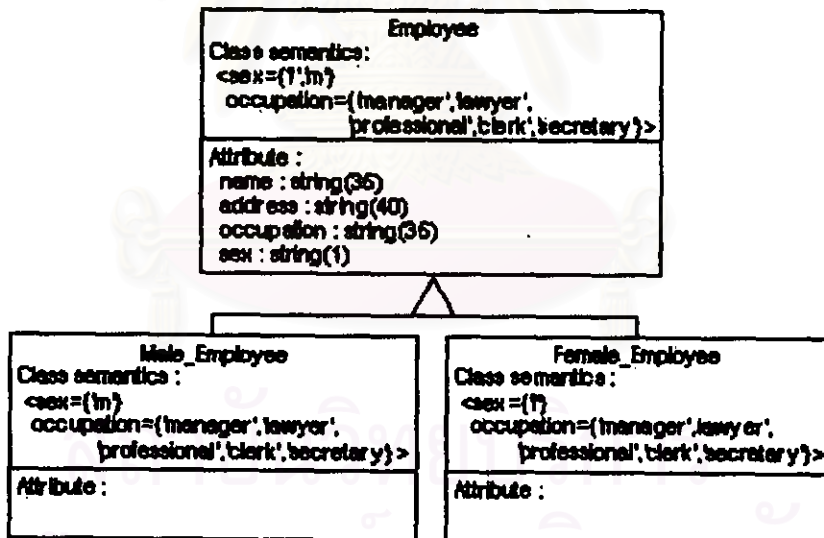 Employee
Class semantics:
<sex={'f','m'}
occupation={'manager','lawyer',
'professional','clerk','secretary'}>
Attribute :
name : string(35)
address : string(40)
occupation : string(35)
sex : string(1)
Male_Employee
Class semantics :
<sex={'m'}
occupation={'manager','lawyer',
'professional','clerk','secretary'}>
Attribute :
Female_Employee
Class semantics :
<sex={'f'}
occupation={'manager','lawyer',
'professional','clerk','secretary'}>
Attribute :